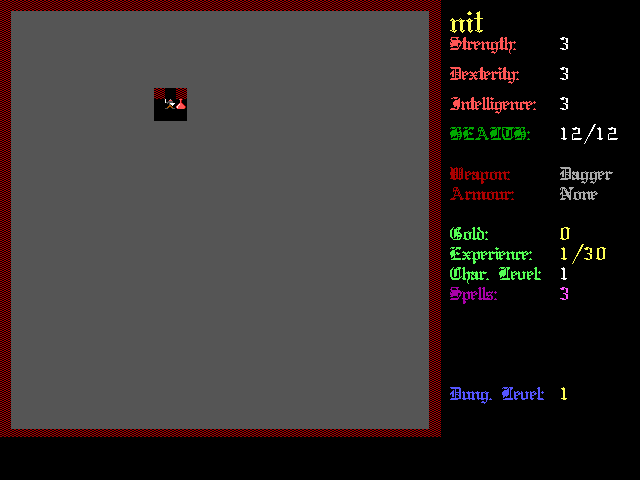 nit
Strength: 3
Dexterity: 3
Intelligence: 3
HEALTH: 12/12
Weapon: Dagger
Armour: None
Gold: 0
Experience: 1/30
Char. Level: 1
Spells: 3
Dung. Level: 1